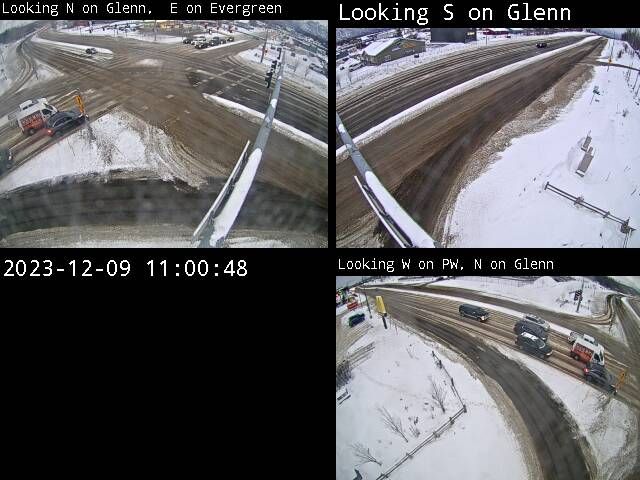 Looking N on Glenn,  E on Evergreen
Looking S on Glenn
2023-12-09 11:00:48
Looking W on PW, N on Glenn